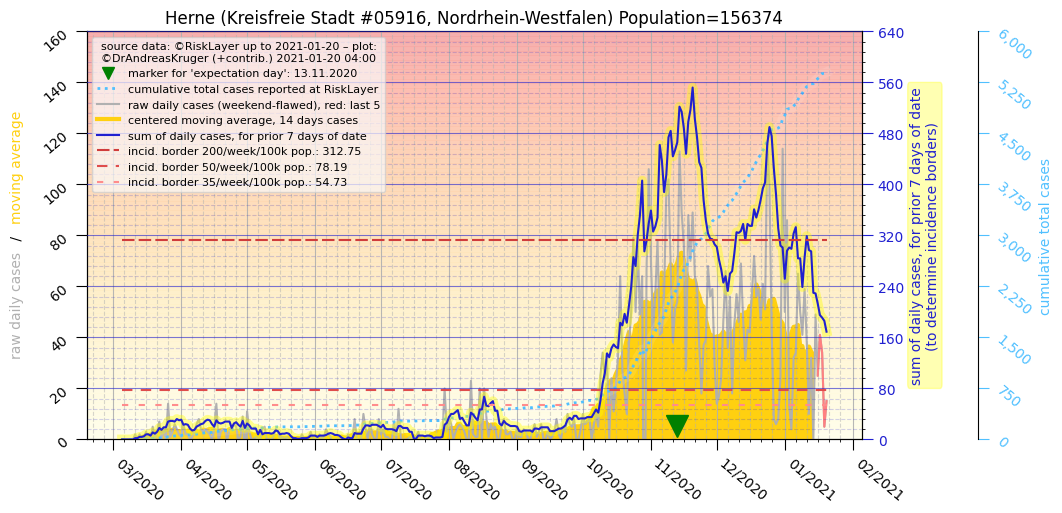 Herne (Kreisfreie Stadt #05916, Nordrhein-Westfalen) Population=156374
source data: ©RiskLayer up to 2021-01-20 – plot:
©DrAndreasKruger (+contrib.) 2021-01-20 04:00
marker for 'expectation day': 13.11.2020
cumulative total cases reported at RiskLayer
raw daily cases (weekend-flawed), red: last 5
centered moving average, 14 days cases
sum of daily cases, for prior 7 days of date
incid. border 200/week/100k pop.: 312.75
incid. border 50/week/100k pop.: 78.19
incid. border 35/week/100k pop.: 54.73
raw daily cases / moving average
160
140
120
100
80
60
40
20
0
640
560
480
400
320
240
160
80
0
sum of daily cases, for prior 7 days of date
(to determine incidence borders)
6,000
5,250
4,500
3,750
3,000
2,250
1,500
750
0
cumulative total cases
03/2020
04/2020
05/2020
06/2020
07/2020
08/2020
09/2020
10/2020
11/2020
12/2020
01/2021
02/2021